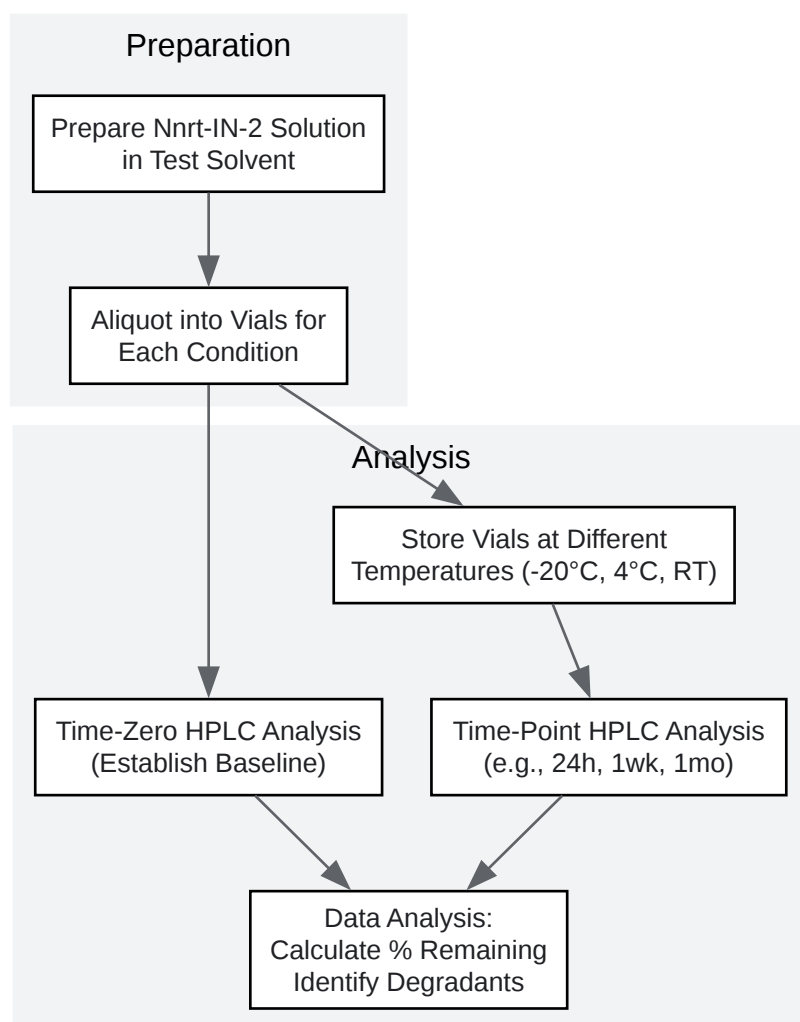 Preparation
Prepare Nnrt-IN-2 Solution
in Test Solvent
Aliquot into Vials for
Each Condition
Analysis
Store Vials at Different
Temperatures (-20°C, 4°C, RT)
Time-Zero HPLC Analysis
(Establish Baseline)
Time-Point HPLC Analysis
(e.g., 24h, 1wk, 1mo)
Data Analysis:
Calculate % Remaining
Identify Degradants